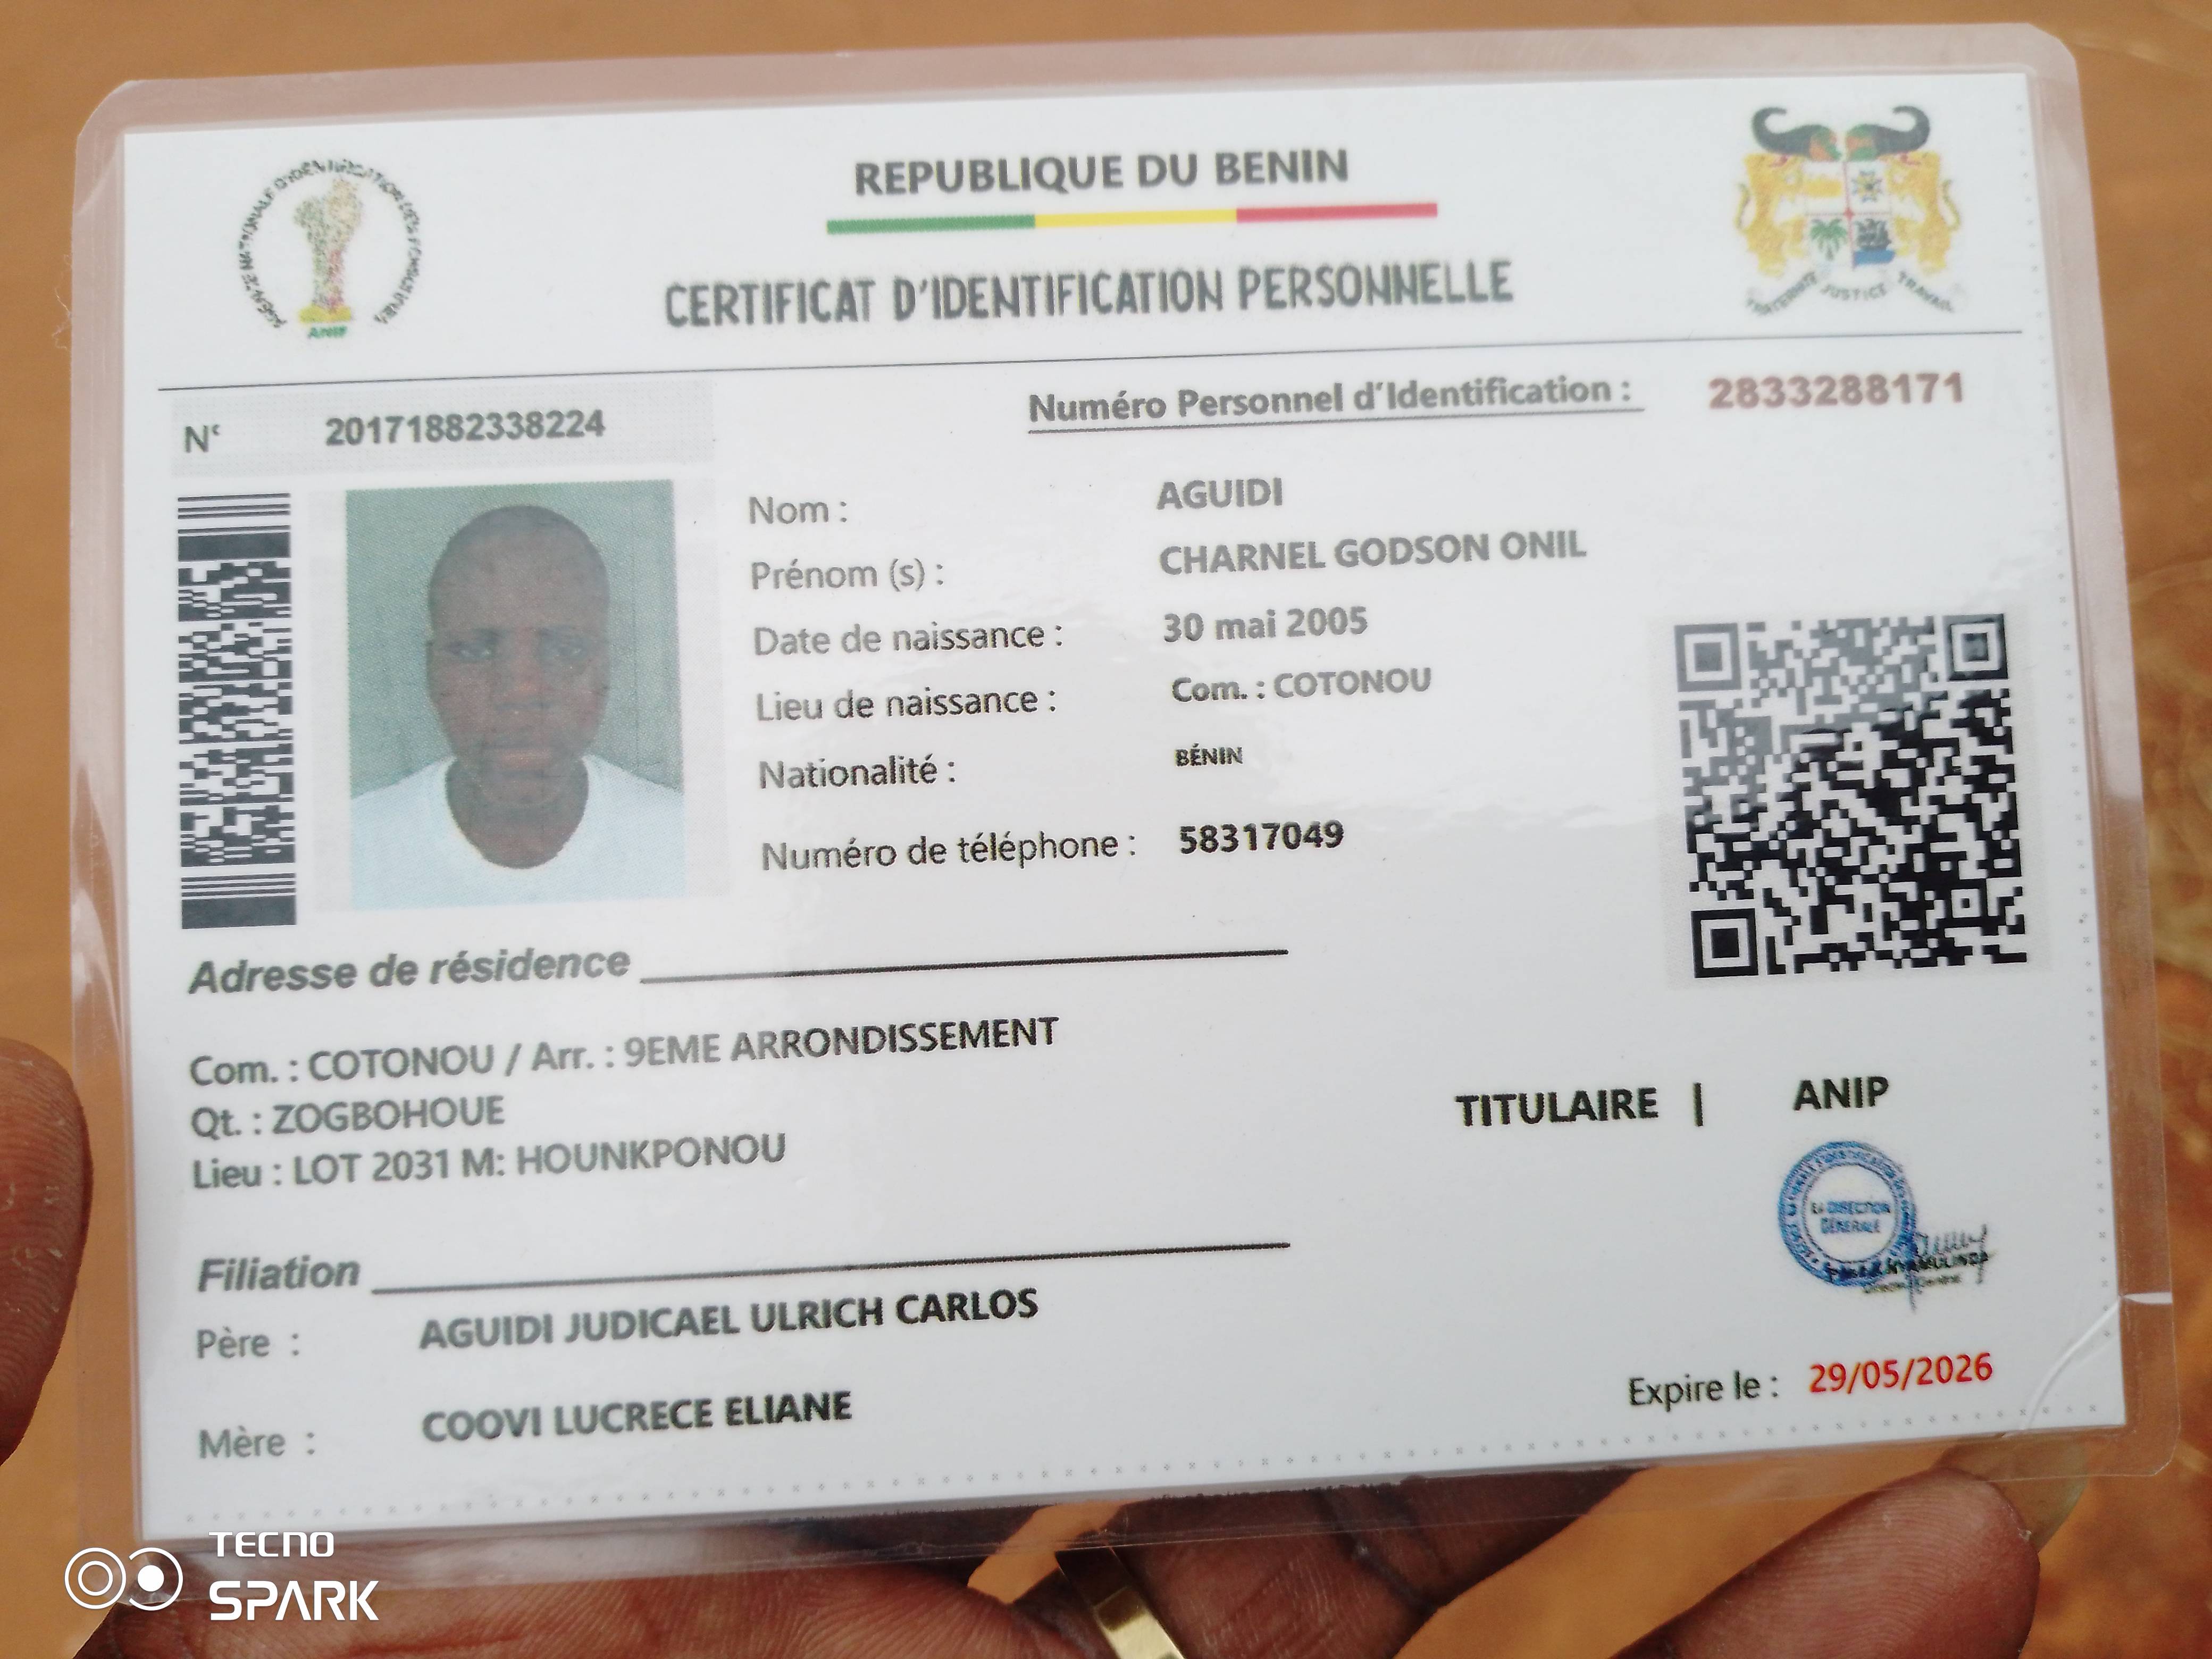 REPUBLIQUE DU BENIN
CERTIFICAT D'IDENTIFICATION PERSONNELLE
AGENCE NATIONALE D'IDENTIFICATION DES PERSONNES
ANIP
FRATERNITE JUSTICE TRAVAIL
N° 20171882338224
Numéro Personnel d'Identification : 2833288171
Nom : AGUIDI
Prénom (s) : CHARNEL GODSON ONIL
Date de naissance : 30 mai 2005
Lieu de naissance : Com. : COTONOU
Nationalité : BÉNIN
Numéro de téléphone : 58317049
Adresse de résidence
Com. : COTONOU / Arr. : 9EME ARRONDISSEMENT
Qt. : ZOGBOHOUE
Lieu : LOT 2031 M: HOUNKPONOU
TITULAIRE | ANIP
DIRECTION
GÉNÉRALE
Filiation
Père : AGUIDI JUDICAEL ULRICH CARLOS
Mère : COOVI LUCRECE ELIANE
Expire le : 29/05/2026
TECNO
SPARK